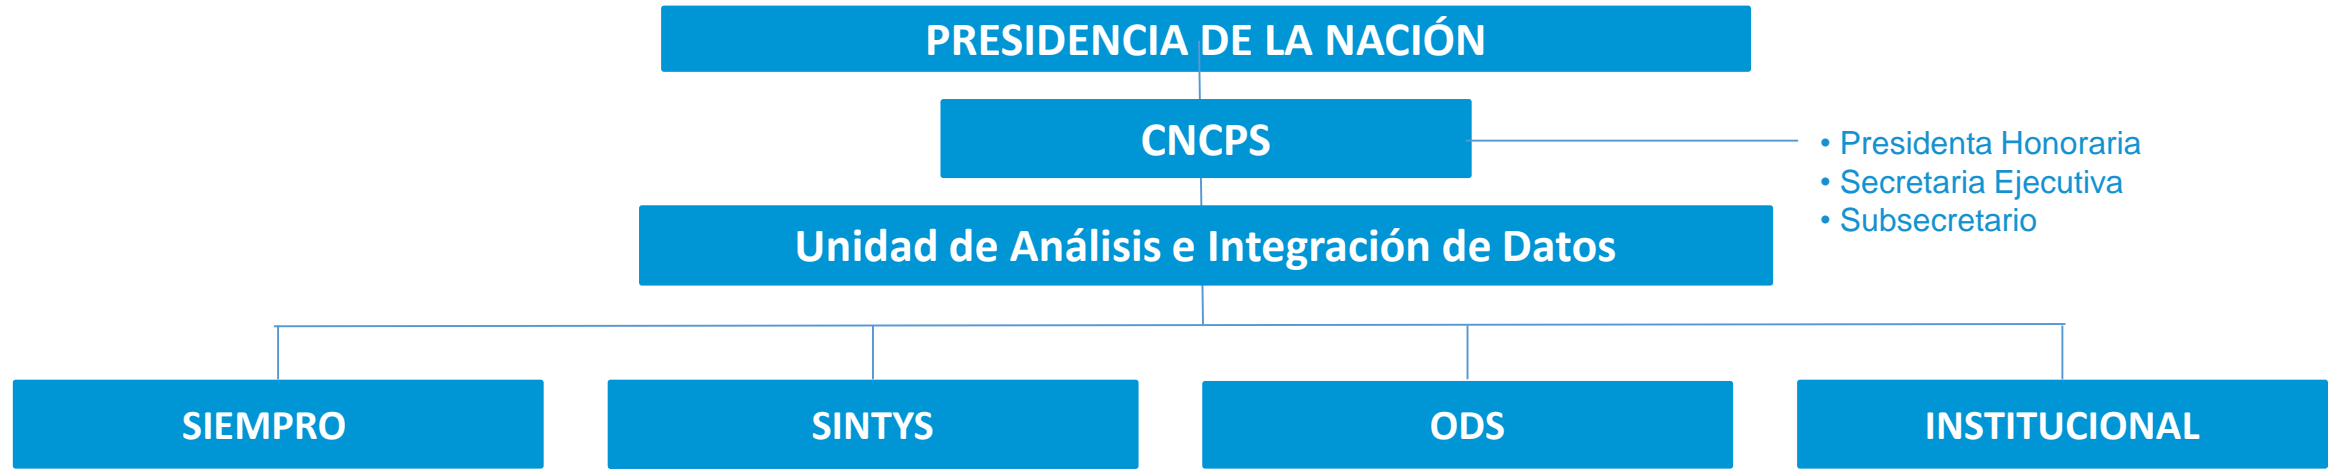 PRESIDENCIA DE LA NACIÓN
CNCPS
• Presidenta Honoraria
• Secretaria Ejecutiva
• Subsecretario
Unidad de Análisis e Integración de Datos
SIEMPRO
SINTYS
ODS
INSTITUCIONAL